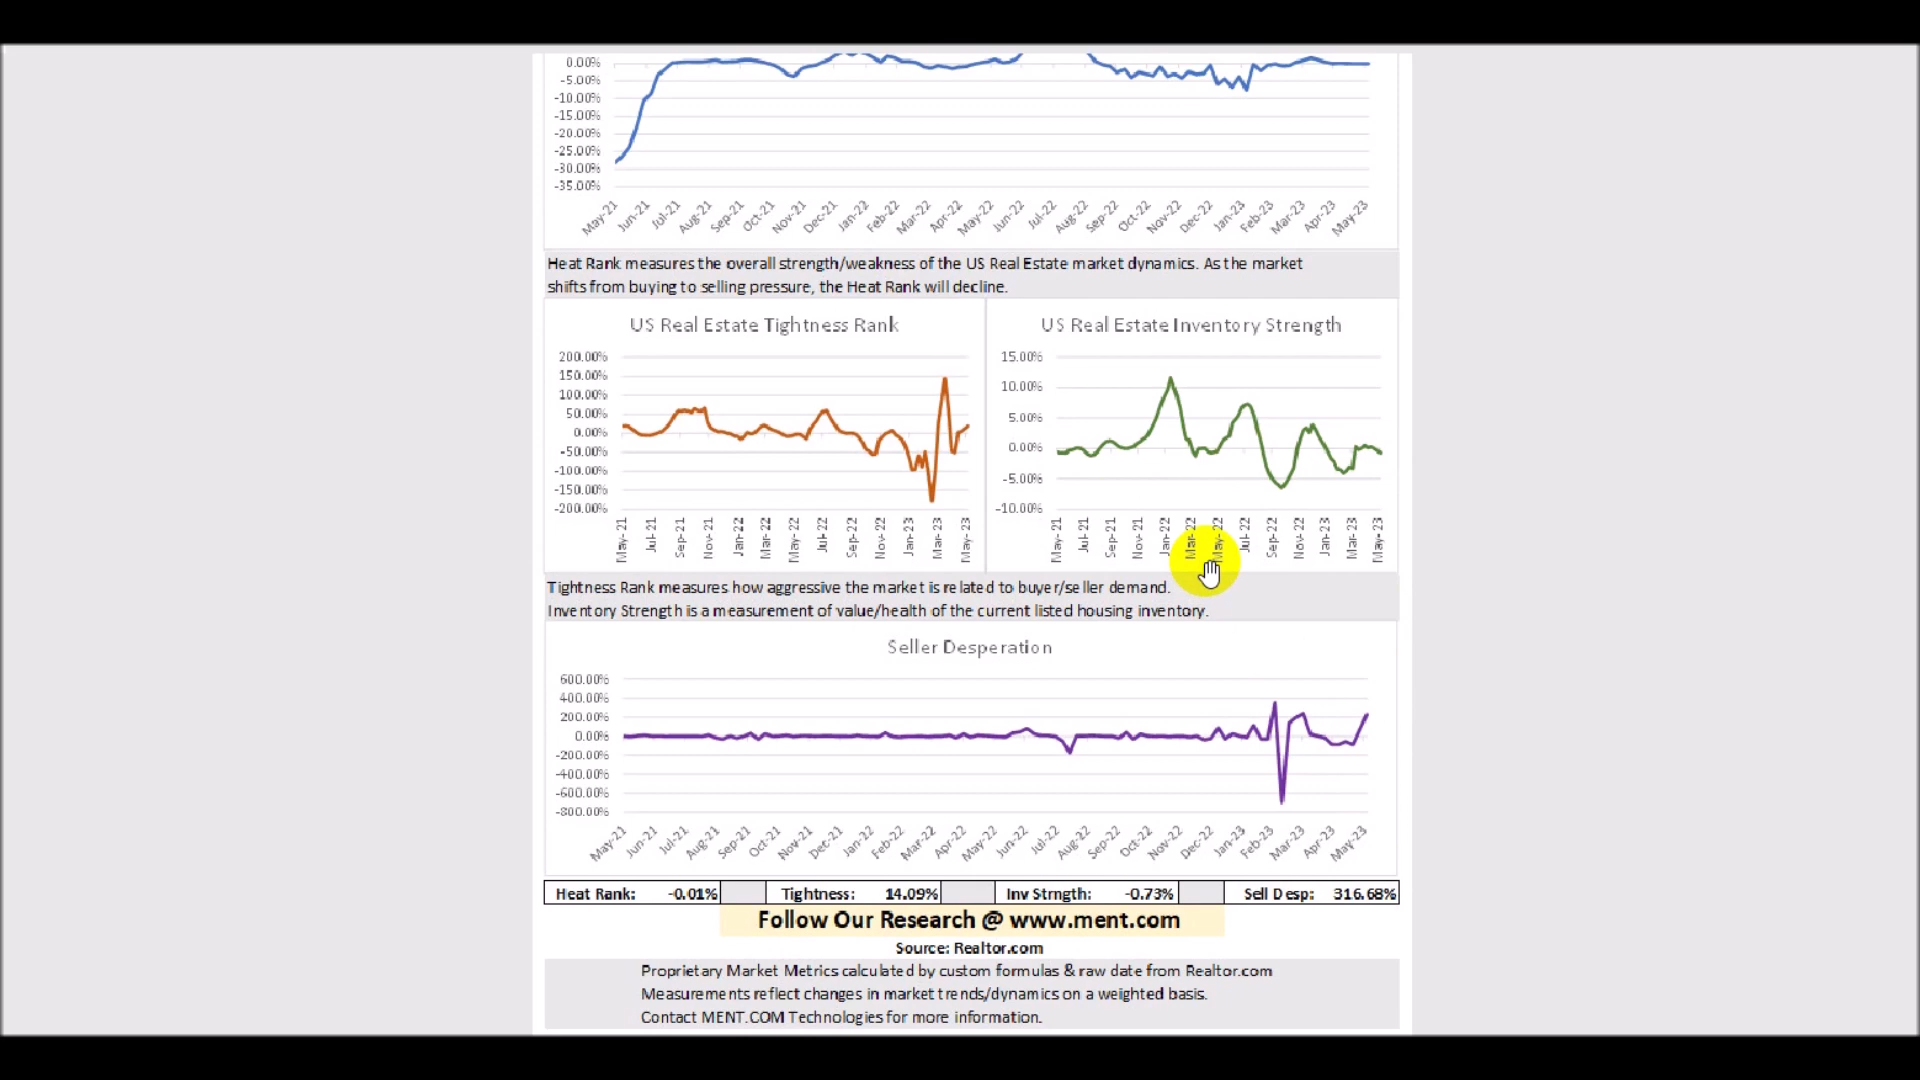 0.00%
-5.00%
-10.00%
-15.00%
-20.00%
-25.00%
-30.00%
-35.00%
May-21 Jun-21 Jul-21 Aug-21 Sep-21 Oct-21 Nov-21 Dec-21 Jan-22 Feb-22 Mar-22 Apr-22 May-22 Jun-22 Jul-22 Aug-22 Sep-22 Oct-22 Nov-22 Dec-22 Jan-23 Feb-23 Mar-23 Apr-23 May-23
Heat Rank measures the overall strength/weakness of the US Real Estate market dynamics. As the market
shifts from buying to selling pressure, the Heat Rank will decline.
US Real Estate Tightness Rank
200.00%
150.00%
100.00%
50.00%
0.00%
-50.00%
-100.00%
-150.00%
-200.00%
May-21 Jul-21 Sep-21 Nov-21 Jan-22 Mar-22 May-22 Jul-22 Sep-22 Nov-22 Jan-23 Mar-23 May-23
US Real Estate Inventory Strength
15.00%
10.00%
5.00%
0.00%
-5.00%
-10.00%
May-21 Jul-21 Sep-21 Nov-21 Jan-22 Mar-22 May-22 Jul-22 Sep-22 Nov-22 Jan-23 Mar-23 May-23
Tightness Rank measures how aggressive the market is related to buyer/seller demand.
Inventory Strength is a measurement of value/health of the current listed housing inventory.
Seller Desperation
600.00%
400.00%
200.00%
0.00%
-200.00%
-400.00%
-600.00%
-800.00%
May-21 Jun-21 Jul-21 Aug-21 Sep-21 Oct-21 Nov-21 Dec-21 Jan-22 Feb-22 Mar-22 Apr-22 May-22 Jun-22 Jul-22 Aug-22 Sep-22 Oct-22 Nov-22 Dec-22 Jan-23 Feb-23 Mar-23 Apr-23 May-23
Heat Rank: -0.01% Tightness: 14.09% Inv Strngth: -0.73% Sell Desp: 316.68%
Follow Our Research @ www.ment.com
Source: Realtor.com
Proprietary Market Metrics calculated by custom formulas & raw date from Realtor.com
Measurements reflect changes in market trends/dynamics on a weighted basis.
Contact MENT.COM Technologies for more information.